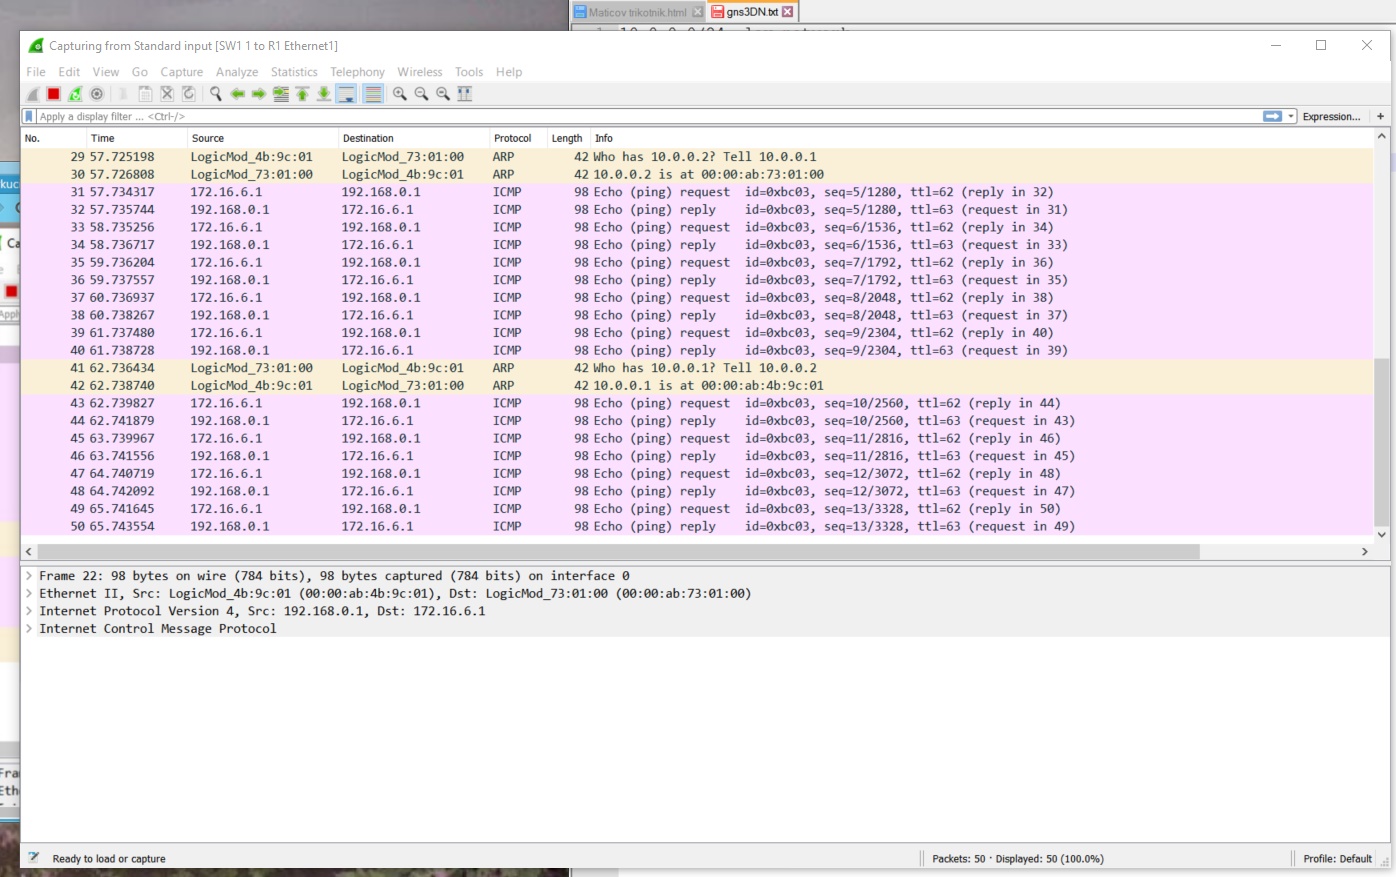 Maticov trikotnik.html gns3DN.txt
Capturing from Standard input [SW1 1 to R1 Ethernet1]
File Edit View Go Capture Analyze Statistics Telephony Wireless Tools Help
Apply a display filter ... <Ctrl-/> Expression... +
No. Time Source Destination Protocol Length Info
29 57.725198 LogicMod_4b:9c:01 LogicMod_73:01:00 ARP 42 Who has 10.0.0.2? Tell 10.0.0.1
30 57.726808 LogicMod_73:01:00 LogicMod_4b:9c:01 ARP 42 10.0.0.2 is at 00:00:ab:73:01:00
31 57.734317 172.16.6.1 192.168.0.1 ICMP 98 Echo (ping) request id=0xbc03, seq=5/1280, ttl=62 (reply in 32)
32 57.735744 192.168.0.1 172.16.6.1 ICMP 98 Echo (ping) reply id=0xbc03, seq=5/1280, ttl=63 (request in 31)
33 58.735256 172.16.6.1 192.168.0.1 ICMP 98 Echo (ping) request id=0xbc03, seq=6/1536, ttl=62 (reply in 34)
34 58.736717 192.168.0.1 172.16.6.1 ICMP 98 Echo (ping) reply id=0xbc03, seq=6/1536, ttl=63 (request in 33)
35 59.736204 172.16.6.1 192.168.0.1 ICMP 98 Echo (ping) request id=0xbc03, seq=7/1792, ttl=62 (reply in 36)
36 59.737557 192.168.0.1 172.16.6.1 ICMP 98 Echo (ping) reply id=0xbc03, seq=7/1792, ttl=63 (request in 35)
37 60.736937 172.16.6.1 192.168.0.1 ICMP 98 Echo (ping) request id=0xbc03, seq=8/2048, ttl=62 (reply in 38)
38 60.738267 192.168.0.1 172.16.6.1 ICMP 98 Echo (ping) reply id=0xbc03, seq=8/2048, ttl=63 (request in 37)
39 61.737480 172.16.6.1 192.168.0.1 ICMP 98 Echo (ping) request id=0xbc03, seq=9/2304, ttl=62 (reply in 40)
40 61.738728 192.168.0.1 172.16.6.1 ICMP 98 Echo (ping) reply id=0xbc03, seq=9/2304, ttl=63 (request in 39)
41 62.736434 LogicMod_73:01:00 LogicMod_4b:9c:01 ARP 42 Who has 10.0.0.1? Tell 10.0.0.2
42 62.738740 LogicMod_4b:9c:01 LogicMod_73:01:00 ARP 42 10.0.0.1 is at 00:00:ab:4b:9c:01
43 62.739827 172.16.6.1 192.168.0.1 ICMP 98 Echo (ping) request id=0xbc03, seq=10/2560, ttl=62 (reply in 44)
44 62.741879 192.168.0.1 172.16.6.1 ICMP 98 Echo (ping) reply id=0xbc03, seq=10/2560, ttl=63 (request in 43)
45 63.739967 172.16.6.1 192.168.0.1 ICMP 98 Echo (ping) request id=0xbc03, seq=11/2816, ttl=62 (reply in 46)
46 63.741556 192.168.0.1 172.16.6.1 ICMP 98 Echo (ping) reply id=0xbc03, seq=11/2816, ttl=63 (request in 45)
47 64.740719 172.16.6.1 192.168.0.1 ICMP 98 Echo (ping) request id=0xbc03, seq=12/3072, ttl=62 (reply in 48)
48 64.742092 192.168.0.1 172.16.6.1 ICMP 98 Echo (ping) reply id=0xbc03, seq=12/3072, ttl=63 (request in 47)
49 65.741645 172.16.6.1 192.168.0.1 ICMP 98 Echo (ping) request id=0xbc03, seq=13/3328, ttl=62 (reply in 50)
50 65.743554 192.168.0.1 172.16.6.1 ICMP 98 Echo (ping) reply id=0xbc03, seq=13/3328, ttl=63 (request in 49)
Frame 22: 98 bytes on wire (784 bits), 98 bytes captured (784 bits) on interface 0
Ethernet II, Src: LogicMod_4b:9c:01 (00:00:ab:4b:9c:01), Dst: LogicMod_73:01:00 (00:00:ab:73:01:00)
Internet Protocol Version 4, Src: 192.168.0.1, Dst: 172.16.6.1
Internet Control Message Protocol
Ready to load or capture Packets: 50 · Displayed: 50 (100.0%) Profile: Default